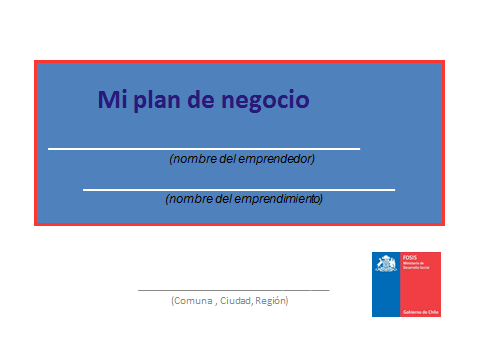 Mi plan de negocio
(nombre del emprendedor)
(nombre del emprendimiento)
(Comuna , Ciudad, Región)
FOSIS
Ministerio de
Desarrollo Social
Gobierno de Chile